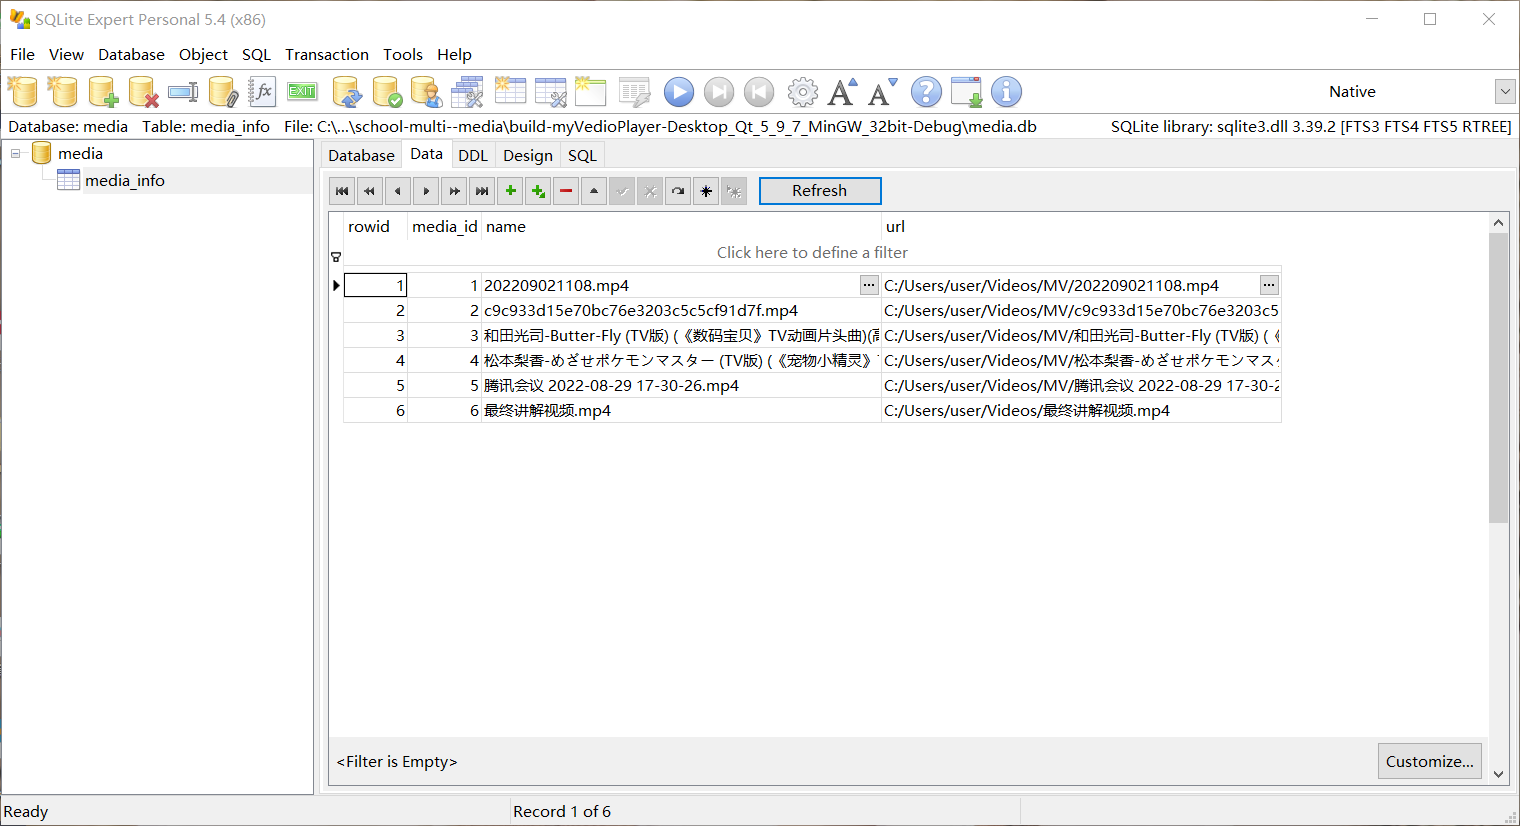 SQLite Expert Personal 5.4 (x86)
File View Database Object SQL Transaction Tools Help
fx EXIT A A ? i Native
Database: media Table: media_info File: C:\...\school-multi--media\build-myVedioPlayer-Desktop_Qt_5_9_7_MinGW_32bit-Debug\media.db SQLite library: sqlite3.dll 3.39.2 [FTS3 FTS4 FTS5 RTREE]
media
media_info
Database Data DDL Design SQL
Refresh
rowid media_id name url
Click here to define a filter
1 1 202209021108.mp4 ... C:/Users/user/Videos/MV/202209021108.mp4 ...
2 2 c9c933d15e70bc76e3203c5c5cf91d7f.mp4 C:/Users/user/Videos/MV/c9c933d15e70bc76e3203c5
3 3 和田光司-Butter-Fly (TV版) (《数码宝贝》TV动画片头曲)(高 C:/Users/user/Videos/MV/和田光司-Butter-Fly (TV版) (《
4 4 松本梨香-めざせポケモンマスター (TV版) (《宠物小精灵》 C:/Users/user/Videos/MV/松本梨香-めざせポケモンマスタ
5 5 腾讯会议 2022-08-29 17-30-26.mp4 C:/Users/user/Videos/MV/腾讯会议 2022-08-29 17-30-2
6 6 最终讲解视频.mp4 C:/Users/user/Videos/最终讲解视频.mp4
<Filter is Empty> Customize...
Ready Record 1 of 6